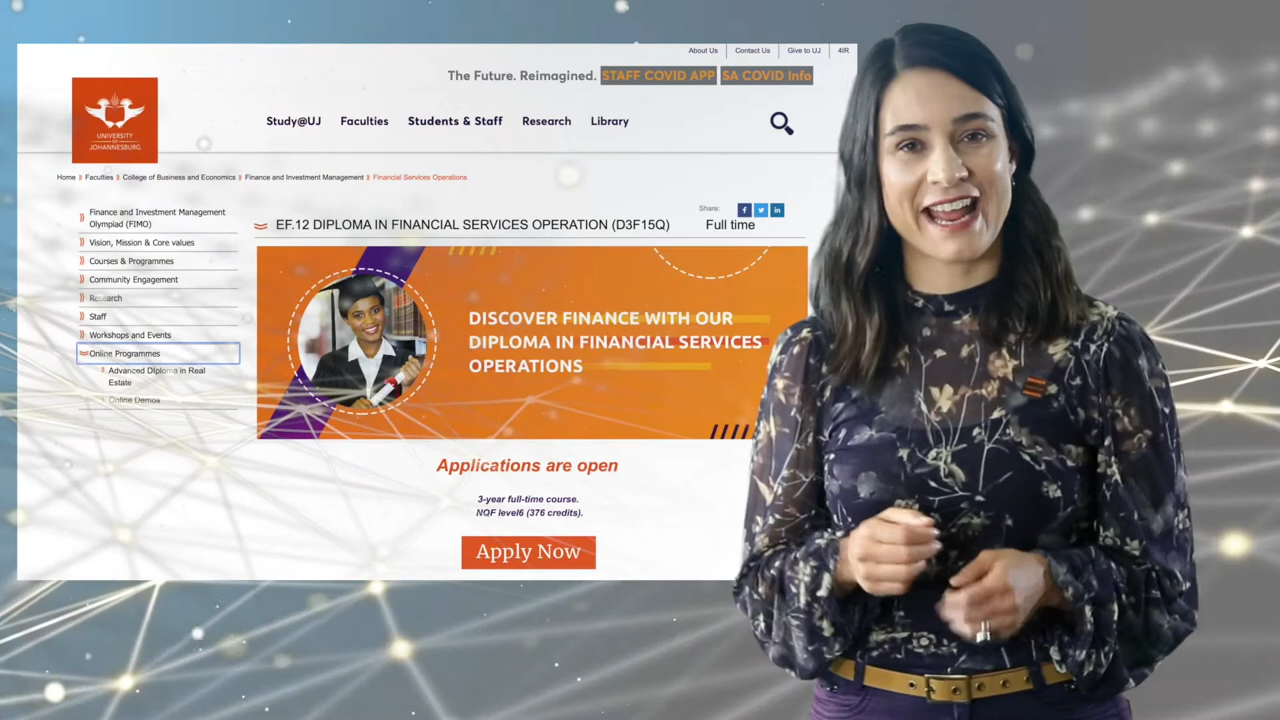 About Us
Contact Us
Give to UJ
4IR
The Future. Reimagined. STAFF COVID APP SA COVID Info
UNIVERSITY
OF
JOHANNESBURG
Study@UJ
Faculties
Students & Staff
Research
Library
Home Faculties College of Business and Economics Finance and Investment Management Financial Services Operations
Finance and Investment Management
Olympiad (FIMO)
Vision, Mission & Core values
Courses & Programmes
Community Engagement
Research
Staff
Workshops and Events
Online Programmes
Advanced Diploma in Real
Estate
Online Demos
Share:
EF.12 DIPLOMA IN FINANCIAL SERVICES OPERATION (D3F15Q) Full time
DISCOVER FINANCE WITH OUR
DIPLOMA IN FINANCIAL SERVICES
OPERATIONS
Applications are open
3-year full-time course.
NQF level6 (376 credits).
Apply Now